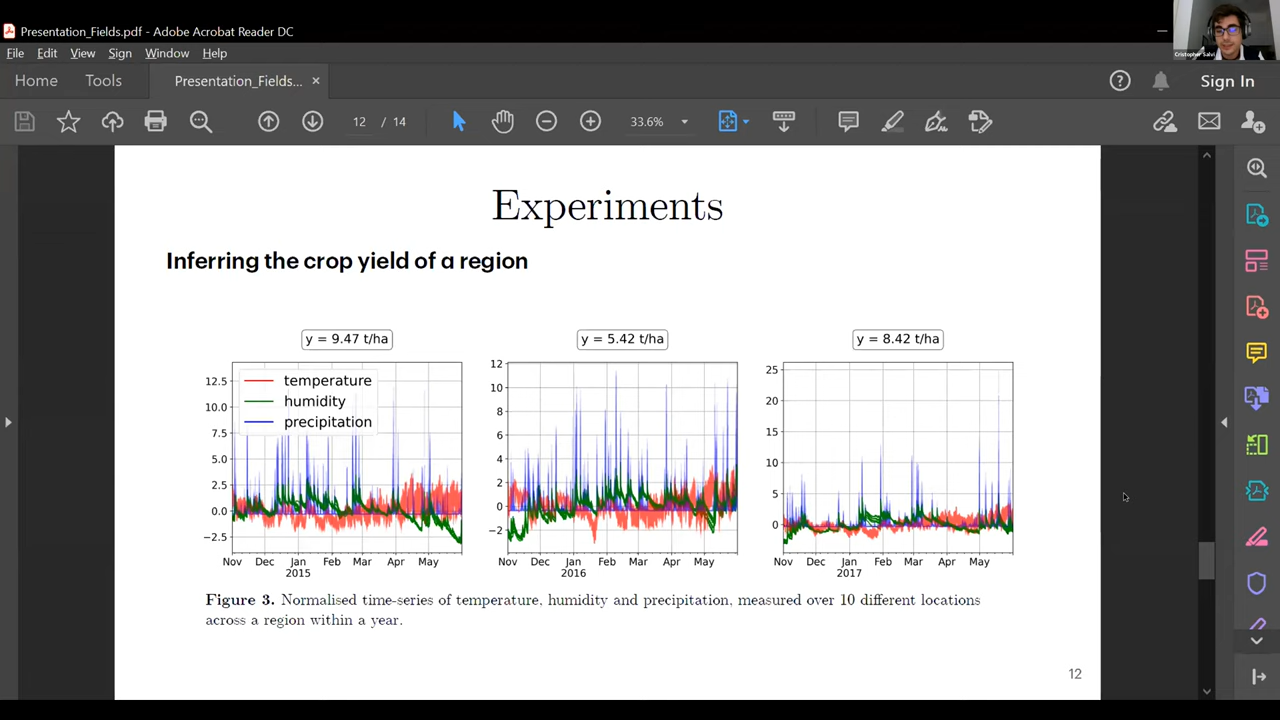 Presentation_Fields.pdf - Adobe Acrobat Reader DC
Cristopher Salvi
File Edit View Sign Window Help
Home Tools Presentation_Fields... × Sign In
12 / 14 33.6%
Experiments
Inferring the crop yield of a region
y = 9.47 t/ha
temperature
humidity
precipitation
12.5
10.0
7.5
5.0
2.5
0.0
−2.5
Nov Dec Jan Feb Mar Apr May
2015
y = 5.42 t/ha
12
10
8
6
4
2
0
−2
Nov Dec Jan Feb Mar Apr May
2016
y = 8.42 t/ha
25
20
15
10
5
0
Nov Dec Jan Feb Mar Apr May
2017
Figure 3. Normalised time-series of temperature, humidity and precipitation, measured over 10 different locations
across a region within a year.
12